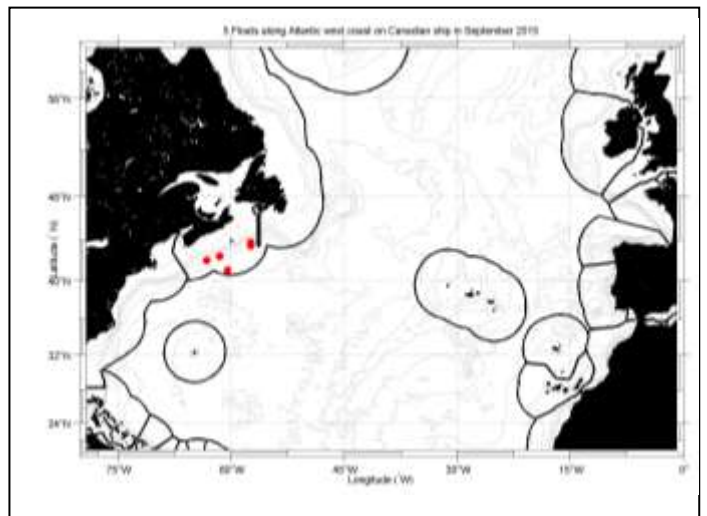 5 Floats along Atlantic west coast on Canadian ship in September
56°N
48°N
40°N
32°N
24°N
Latitude (°N)
75°W 60°W 45°W 30°W 15°W 0°
Longitude (°W)